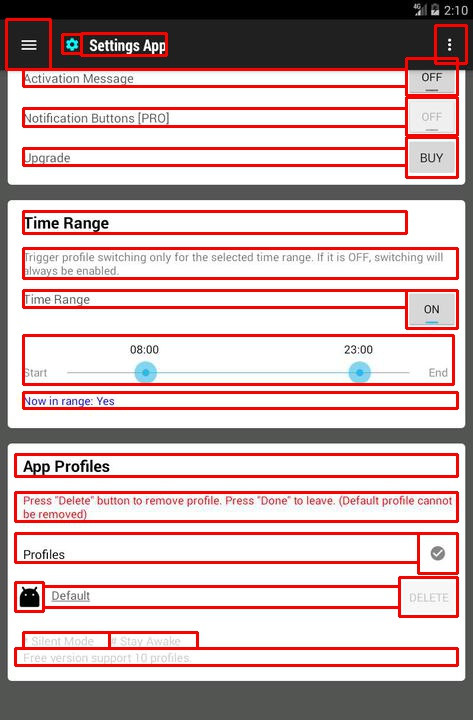 4G 2:10
Settings App
Activation Message OFF
Notification Buttons [PRO] OFF
Upgrade BUY
Time Range
Trigger profile switching only for the selected time range. If it is OFF, switching will
always be enabled.
Time Range ON
08:00 23:00
Start End
Now in range: Yes
App Profiles
Press "Delete" button to remove profile. Press "Done" to leave. (Default profile cannot
be removed)
Profiles
Default DELETE
Silent Mode # Stay Awake
Free version support 10 profiles.